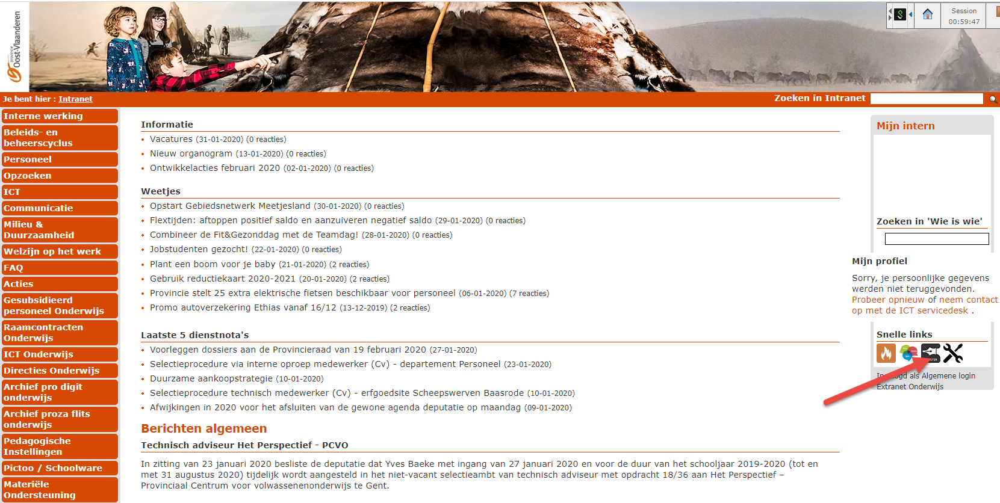 provincie
Oost-Vlaanderen
Session
00:59:47
Je bent hier : Intranet
Zoeken in Intranet
Interne werking
Beleids- en
beheerscyclus
Personeel
Opzoeken
ICT
Communicatie
Milieu &
Duurzaamheid
Welzijn op het werk
FAQ
Acties
Gesubsidieerd
personeel Onderwijs
Raamcontracten
Onderwijs
ICT Onderwijs
Directies Onderwijs
Archief pro digit
onderwijs
Archief proza flits
onderwijs
Pedagogische
Instellingen
Pictoo / Schoolware
Materiële
Ondersteuning
Informatie
Vacatures (31-01-2020) (0 reacties)
Nieuw organogram (13-01-2020) (0 reacties)
Ontwikkelacties februari 2020 (02-01-2020) (0 reacties)
Weetjes
Opstart Gebiedsnetwerk Meetjesland (30-01-2020) (0 reacties)
Flextijden: aftoppen positief saldo en aanzuiveren negatief saldo (29-01-2020) (0 reacties)
Combineer de Fit&Gezonddag met de Teamdag! (28-01-2020) (0 reacties)
Jobstudenten gezocht! (22-01-2020) (0 reacties)
Plant een boom voor je baby (21-01-2020) (2 reacties)
Gebruik reductiekaart 2020-2021 (20-01-2020) (2 reacties)
Provincie stelt 25 extra elektrische fietsen beschikbaar voor personeel (06-01-2020) (7 reacties)
Promo autoverzekering Ethias vanaf 16/12 (13-12-2019) (2 reacties)
Laatste 5 dienstnota's
Voorleggen dossiers aan de Provincieraad van 19 februari 2020 (27-01-2020)
Selectieprocedure via interne oproep medewerker (Cv) - departement Personeel (23-01-2020)
Duurzame aankoopstrategie (10-01-2020)
Selectieprocedure technisch medewerker (Cv) - erfgoedsite Scheepswerven Baasrode (10-01-2020)
Afwijkingen in 2020 voor het afsluiten van de gewone agenda deputatie op maandag (09-01-2020)
Berichten algemeen
Technisch adviseur Het Perspectief - PCVO
In zitting van 23 januari 2020 besliste de deputatie dat Yves Baeke met ingang van 27 januari 2020 en voor de duur van het schooljaar 2019-2020 (tot en
met 31 augustus 2020) tijdelijk wordt aangesteld in het niet-vacant selectieambt van technisch adviseur met opdracht 18/36 aan Het Perspectief –
Provinciaal Centrum voor volwassenenonderwijs te Gent.
Mijn intern
Zoeken in 'Wie is wie'
Mijn profiel
Sorry, je persoonlijke gegevens
werden niet teruggevonden.
Probeer opnieuw of neem contact
op met de ICT servicedesk .
Snelle links
als Algemene login
Extranet Onderwijs